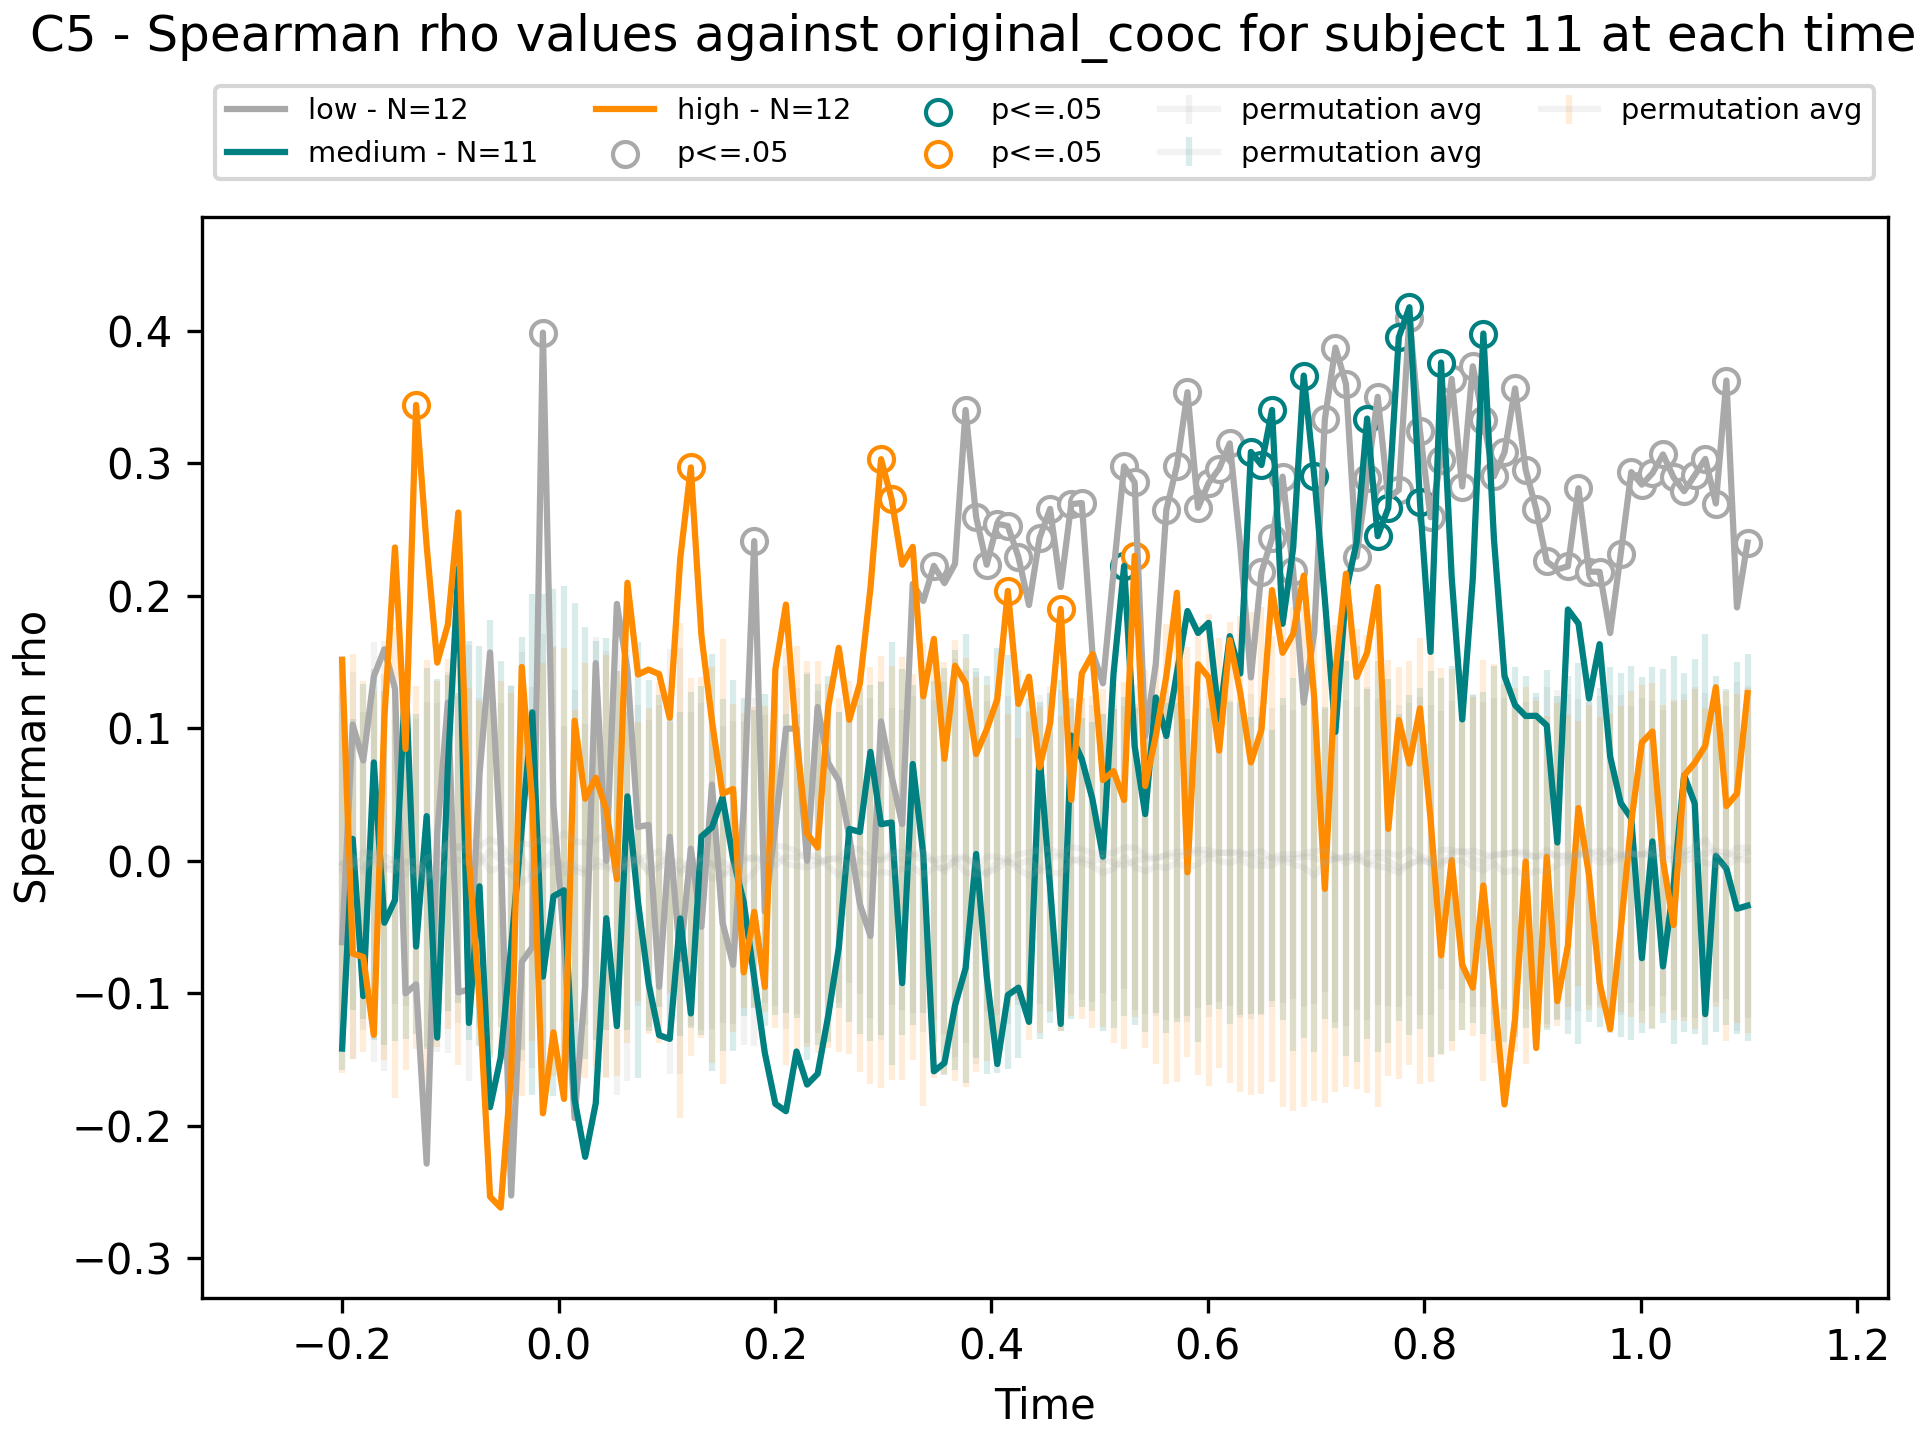 C5 - Spearman rho values against original_cooc for subject 11 at each time
low - N=12
medium - N=11
high - N=12
p<=.05
p<=.05
p<=.05
permutation avg
permutation avg
permutation avg
Spearman rho
0.4
0.3
0.2
0.1
0.0
−0.1
−0.2
−0.3
−0.2 0.0 0.2 0.4 0.6 0.8 1.0 1.2
Time